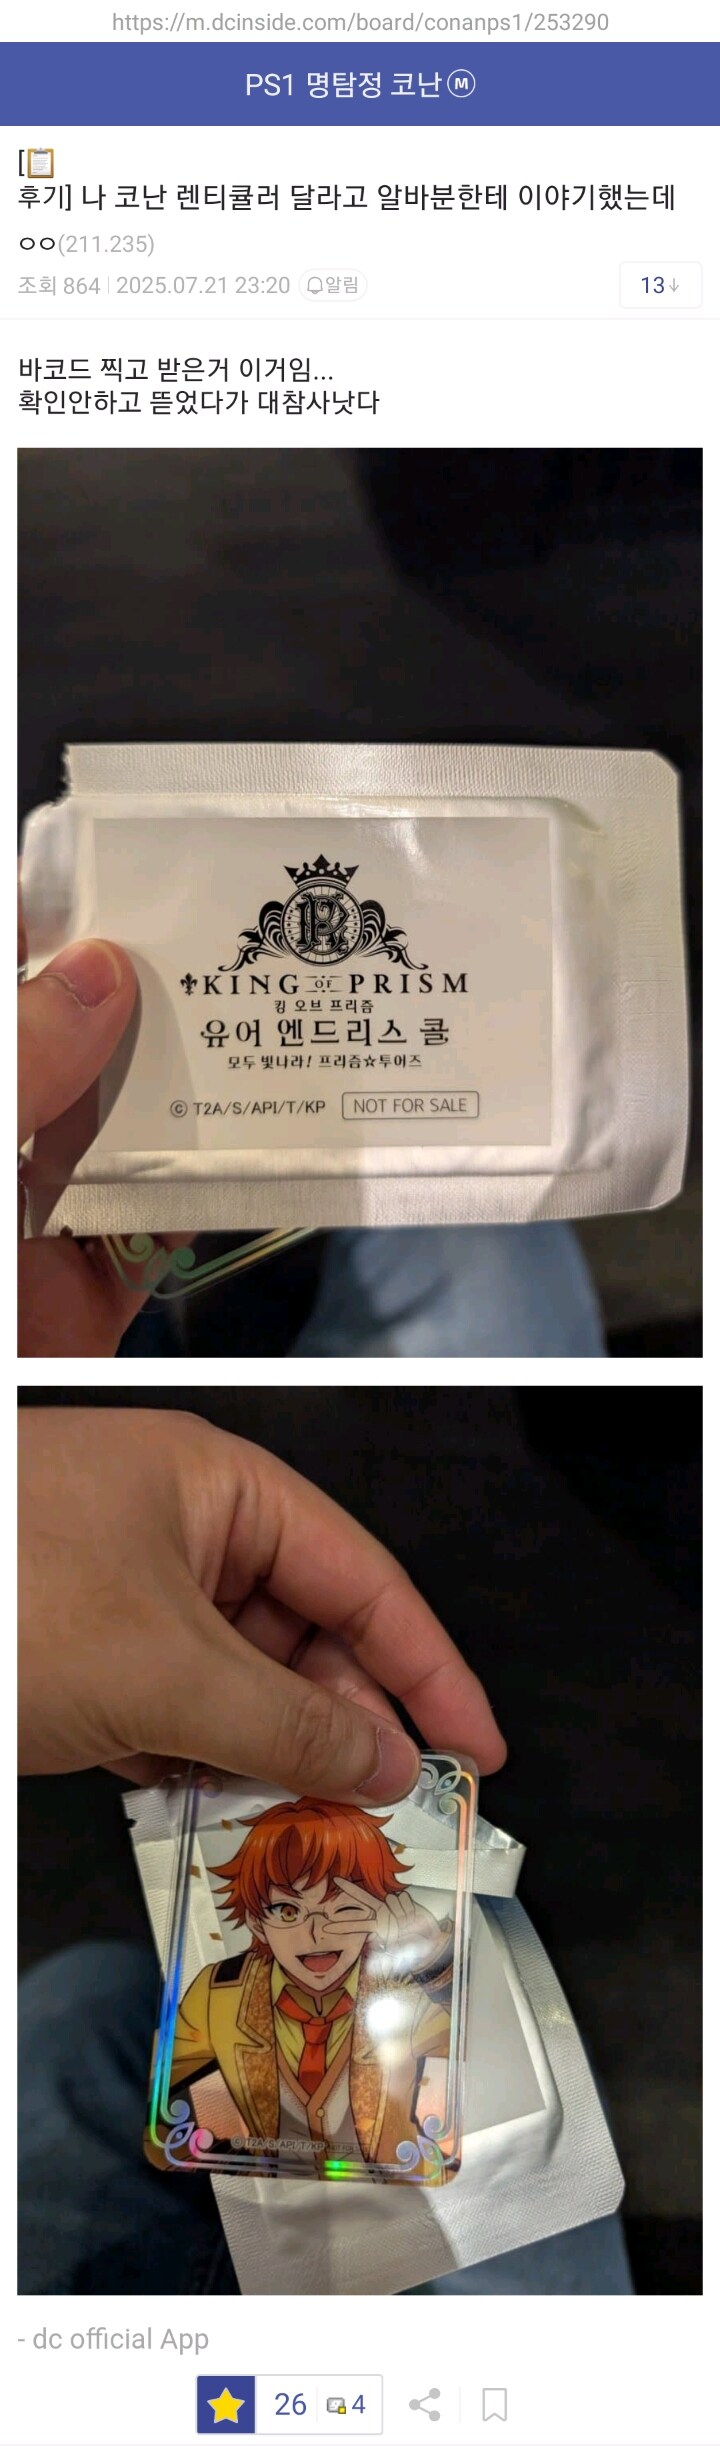 https://m.dcinside.com/board/conanps1/253290
PS1 명탐정 코난 M
[📋
후기] 나 코난 렌티큘러 달라고 알바분한테 이야기했는데
ㅇㅇ(211.235)
조회 864 | 2025.07.21 23:20 알림
13↓
바코드 찍고 받은거 이거임...
확인안하고 뜯었다가 대참사낫다
KING OF PRISM
킹 오브 프리즘
유어 엔드리스 콜
모두 빛나라! 프리즘☆투어즈
© T2A/S/API/T/KP NOT FOR SALE
© T2A/S/API/T/KP
- dc official App
26 4